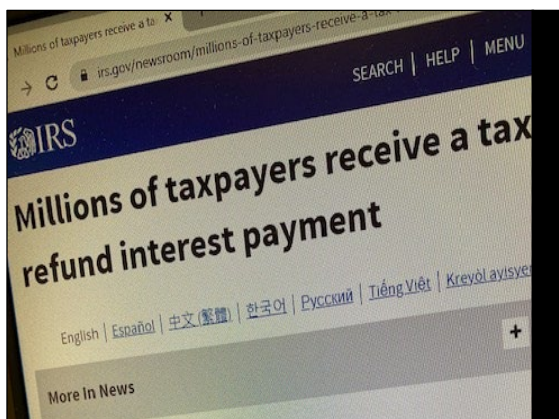 Millions of taxpayers receive a ta
irs.gov/newsroom/millions-of-taxpayers-receive-a-tax-
SEARCH | HELP | MENU
IRS
Millions of taxpayers receive a tax
refund interest payment
English | Español | 中文 (繁體) | 한국어 | Русский | Tiếng Việt | Kreyòl ayisye
More In News